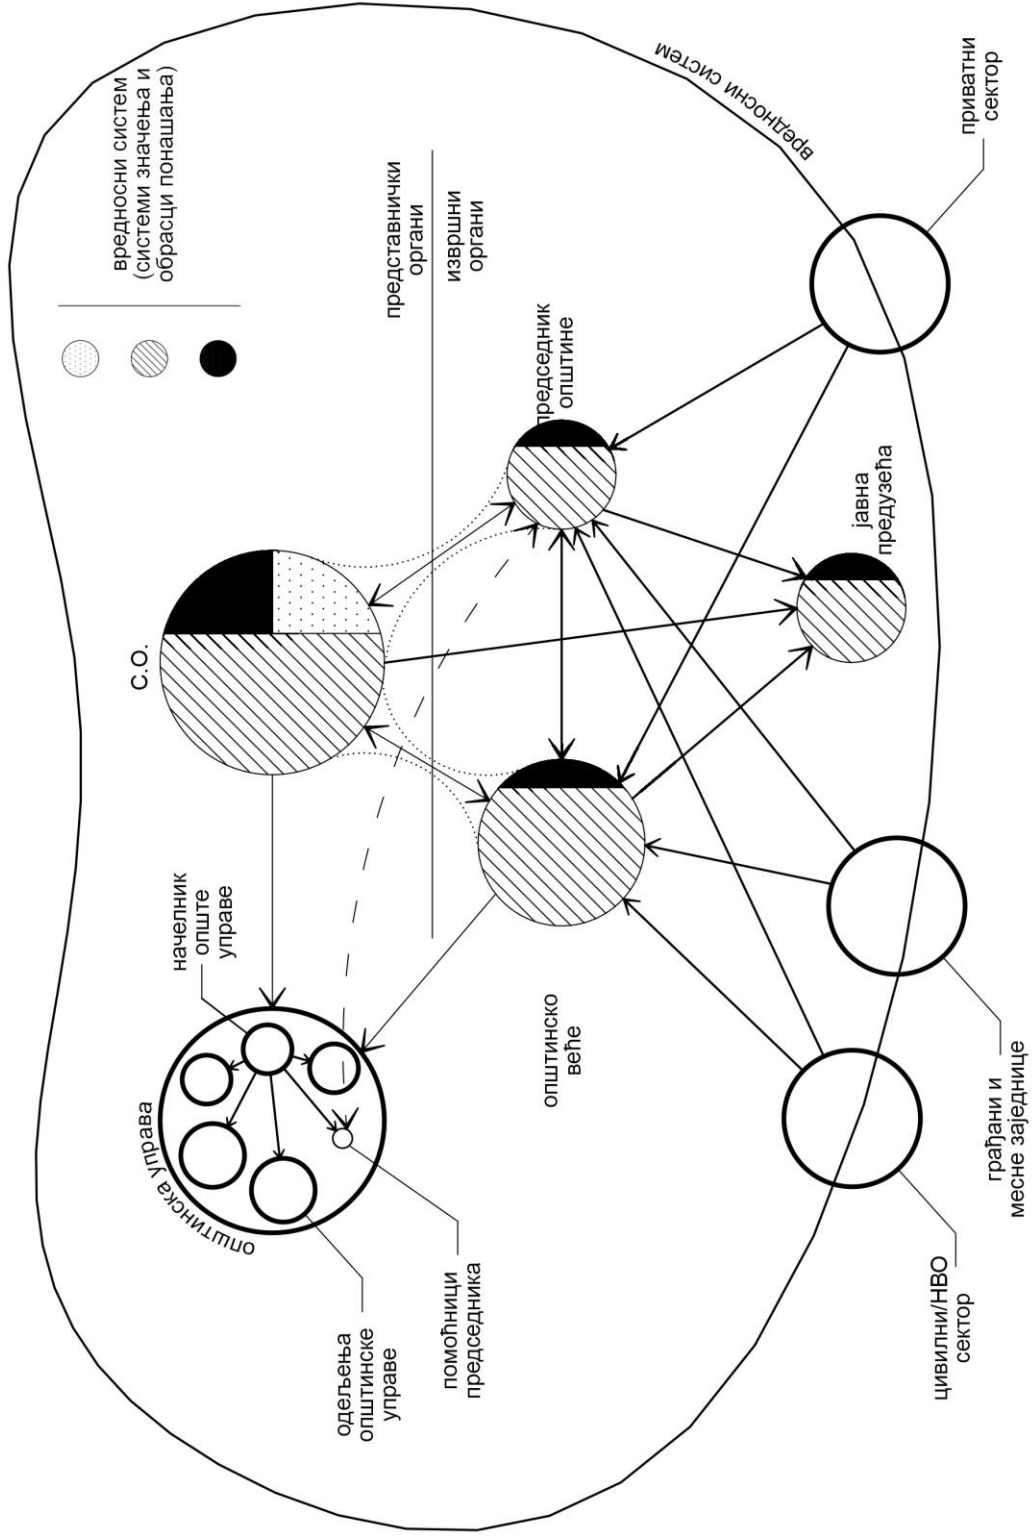 вредносни систем
(системи значења и
обрасци понашања)
С.О.
општинска управа
начелник
опште
управе
одељења
општинске
управе
помоћници
председника
представнички
органи
извршни
органи
председник
општине
општинско
веће
вредносни систем
јавна
предузећа
цивилни/НВО
сектор
грађани и
месне заједнице
приватни
сектор